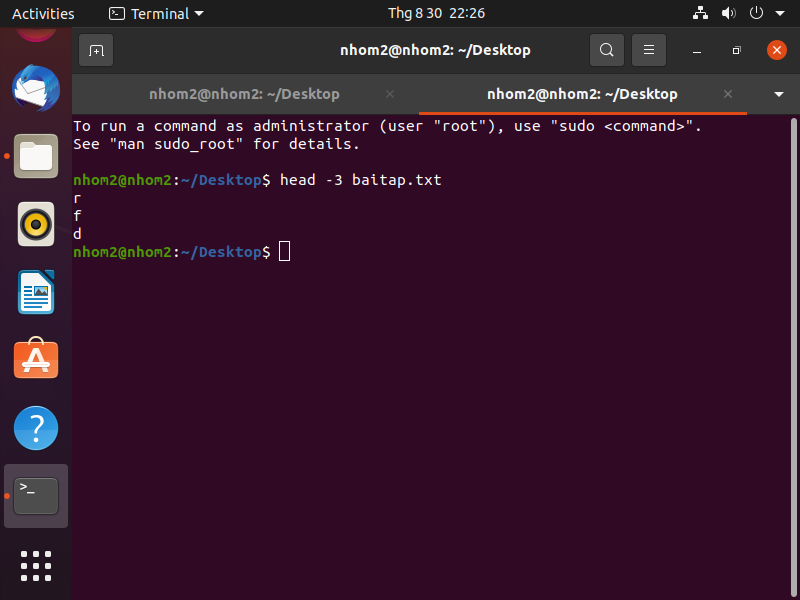 Activities Terminal Thg 8 30 22:26
nhom2@nhom2: ~/Desktop
nhom2@nhom2: ~/Desktop nhom2@nhom2: ~/Desktop
To run a command as administrator (user "root"), use "sudo <command>".
See "man sudo_root" for details.
nhom2@nhom2:~/Desktop$ head -3 baitap.txt
r
f
d
nhom2@nhom2:~/Desktop$